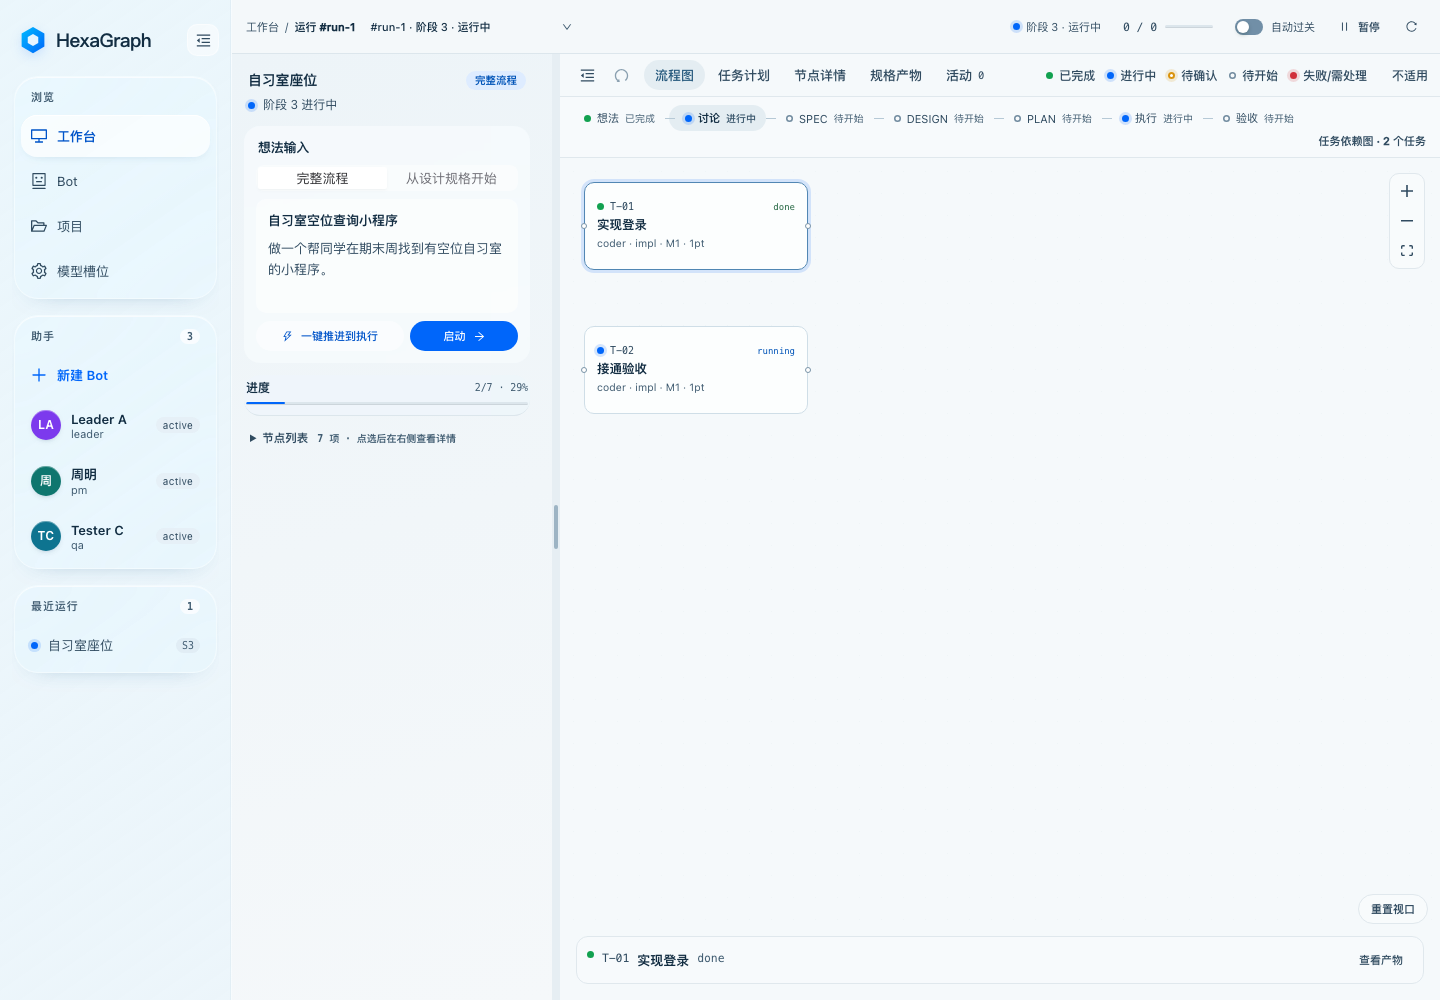 HexaGraph
浏览
工作台
Bot
项目
模型槽位
助手 3
新建 Bot
LA Leader A active
leader
周 周明 active
pm
TC Tester C active
qa
最近运行 1
自习室座位 S3
工作台 / 运行 #run-1 #run-1 · 阶段 3 · 运行中
阶段 3 · 运行中 0 / 0 自动过关 暂停
自习室座位 完整流程
阶段 3 进行中
想法输入
完整流程 从设计规格开始
自习室空位查询小程序
做一个帮同学在期末周找到有空位自习室
的小程序。
一键推进到执行 启动
进度 2/7 · 29%
节点列表 7 项 · 点选后在右侧查看详情
流程图 任务计划 节点详情 规格产物 活动 0
已完成 进行中 待确认 待开始 失败/需处理 不适用
想法 已完成 讨论 进行中 SPEC 待开始 DESIGN 待开始 PLAN 待开始 执行 进行中 验收 待开始
任务依赖图 · 2 个任务
T-01 done
实现登录
coder · impl · M1 · 1pt
T-02 running
接通验收
coder · impl · M1 · 1pt
重置视口
T-01 实现登录 done 查看产物